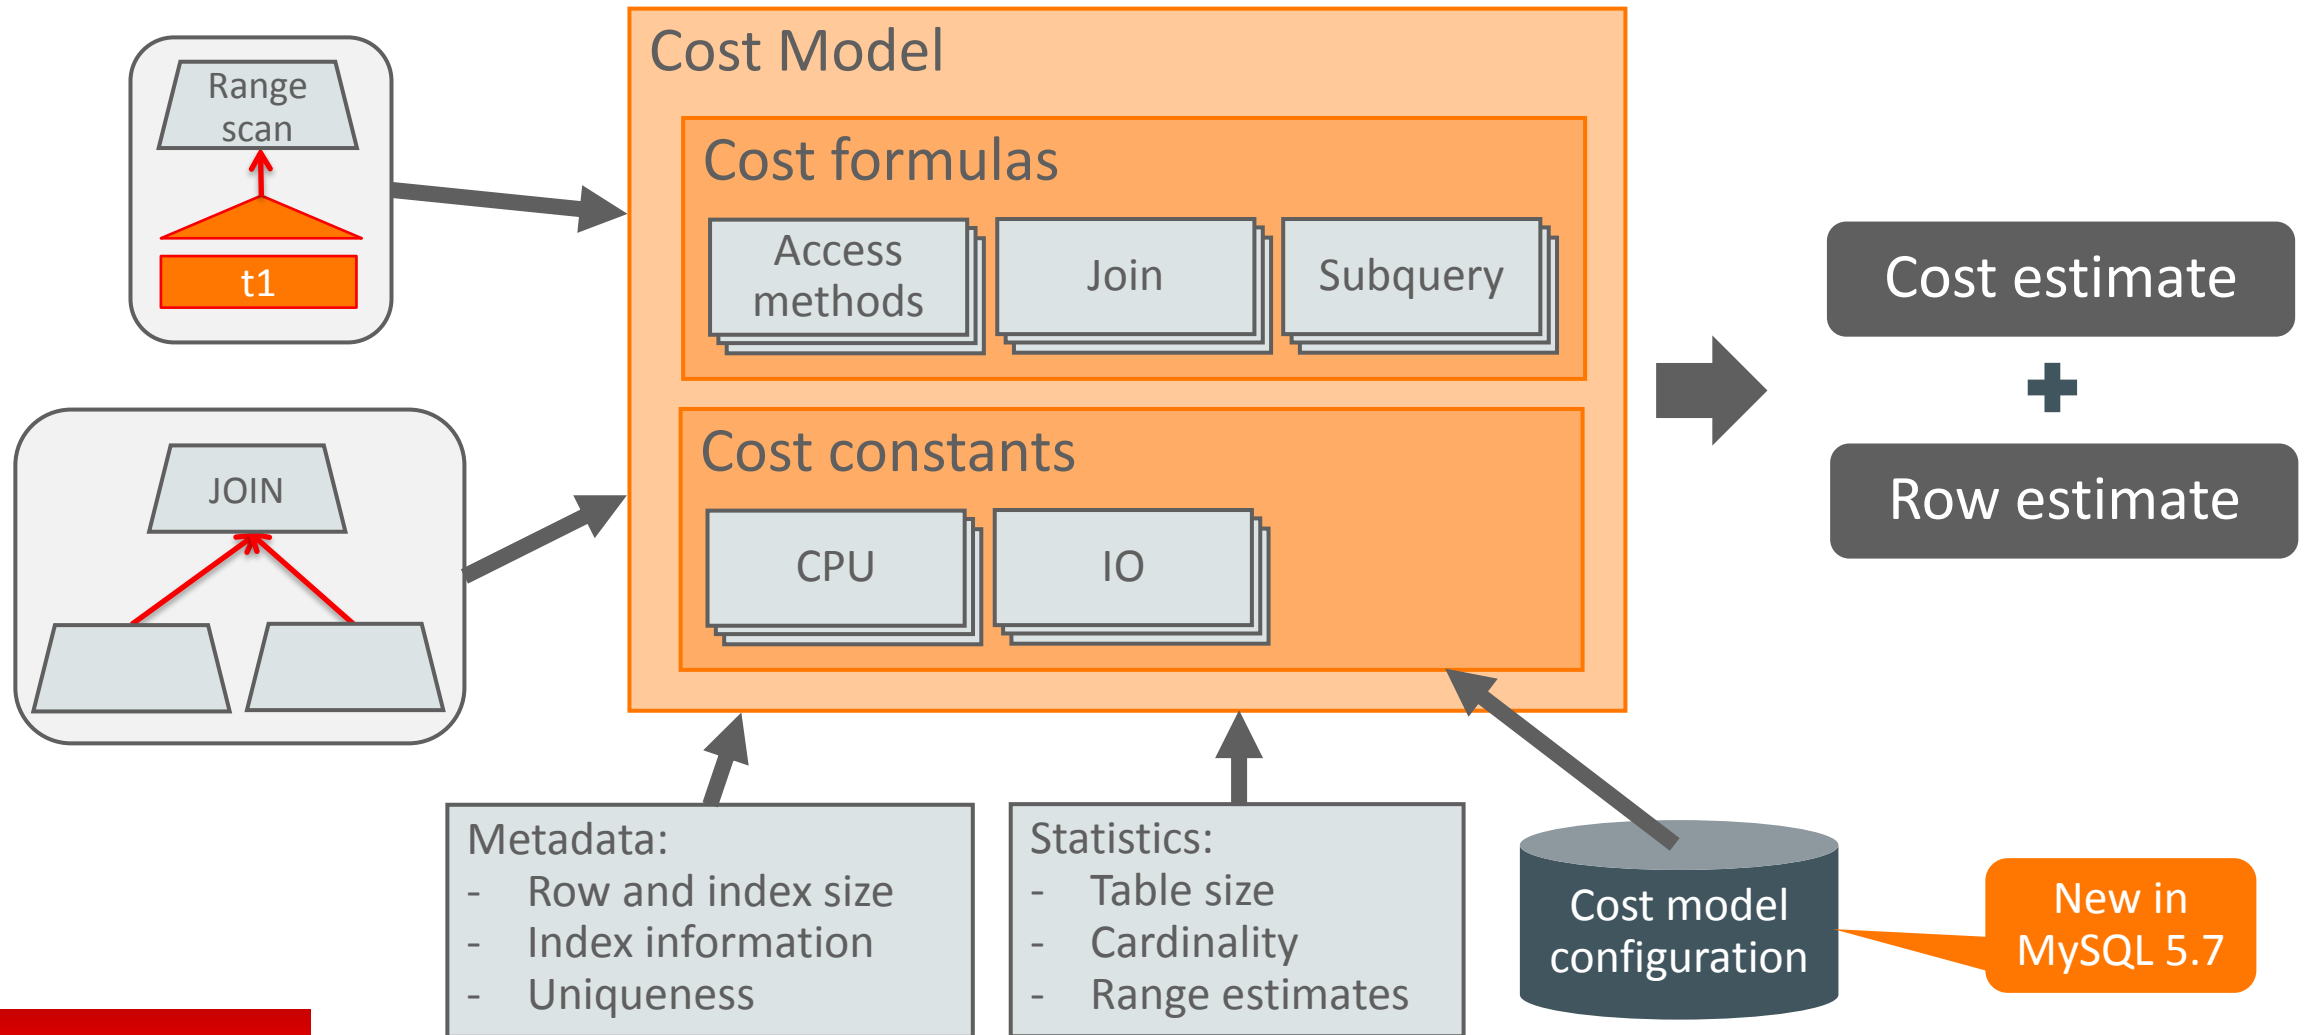 Range
scan
t1
JOIN
Cost Model
Cost formulas
Access
methods
Join
Subquery
Cost constants
CPU
IO
Cost estimate
Row estimate
Metadata:
- Row and index size
- Index information
- Uniqueness
Statistics:
- Table size
- Cardinality
- Range estimates
Cost model
configuration
New in
MySQL 5.7